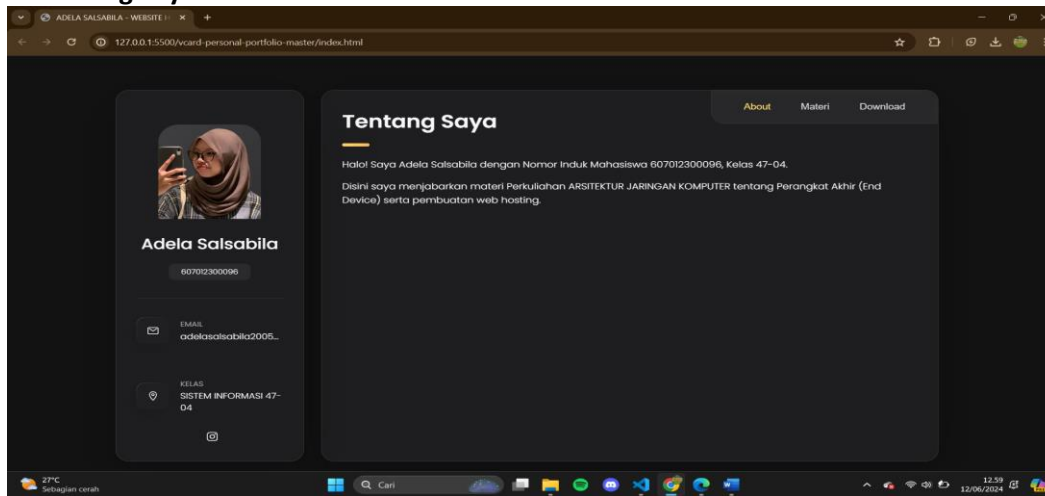 ADELA SALSABILA - WEBSITE
127.0.0.1:5500/vcard-personal-portfolio-master/index.html
About Materi Download
Tentang Saya
Halo! Saya Adela Salsabila dengan Nomor Induk Mahasiswa 607012300096, Kelas 47-04.
Disini saya menjabarkan materi Perkuliahan ARSITEKTUR JARINGAN KOMPUTER tentang Perangkat Akhir (End
Device) serta pembuatan web hosting.
Adela Salsabila
607012300096
EMAIL
adelasalsabila2005...
KELAS
SISTEM INFORMASI 47-
04
27°C
Sebagian cerah
Cari
12.59
12/06/2024